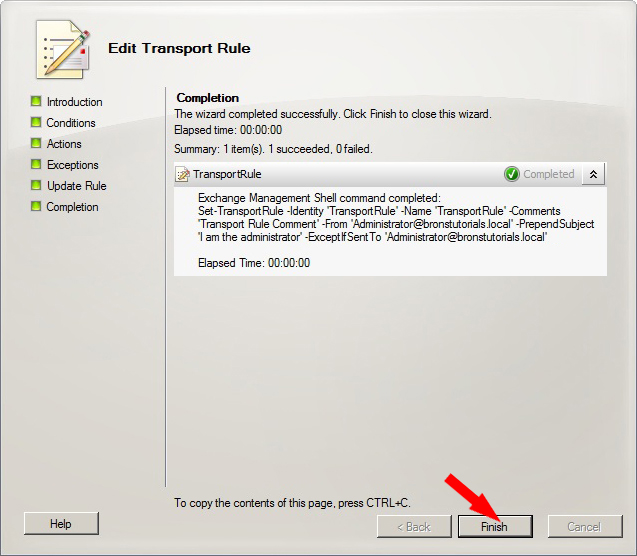 Edit Transport Rule
Introduction
Conditions
Actions
Exceptions
Update Rule
Completion
Completion
The wizard completed successfully. Click Finish to close this wizard.
Elapsed time: 00:00:00
Summary: 1 item(s). 1 succeeded, 0 failed.
TransportRule
Completed
Exchange Management Shell command completed:
Set-TransportRule -Identity 'TransportRule' -Name 'TransportRule' -Comments
'Transport Rule Comment' -From 'Administrator@bronstutorials.local' -PrependSubject
'I am the administrator' -ExceptIfSentTo 'Administrator@bronstutorials.local'
Elapsed Time: 00:00:00
To copy the contents of this page, press CTRL+C.
Help
< Back
Finish
Cancel